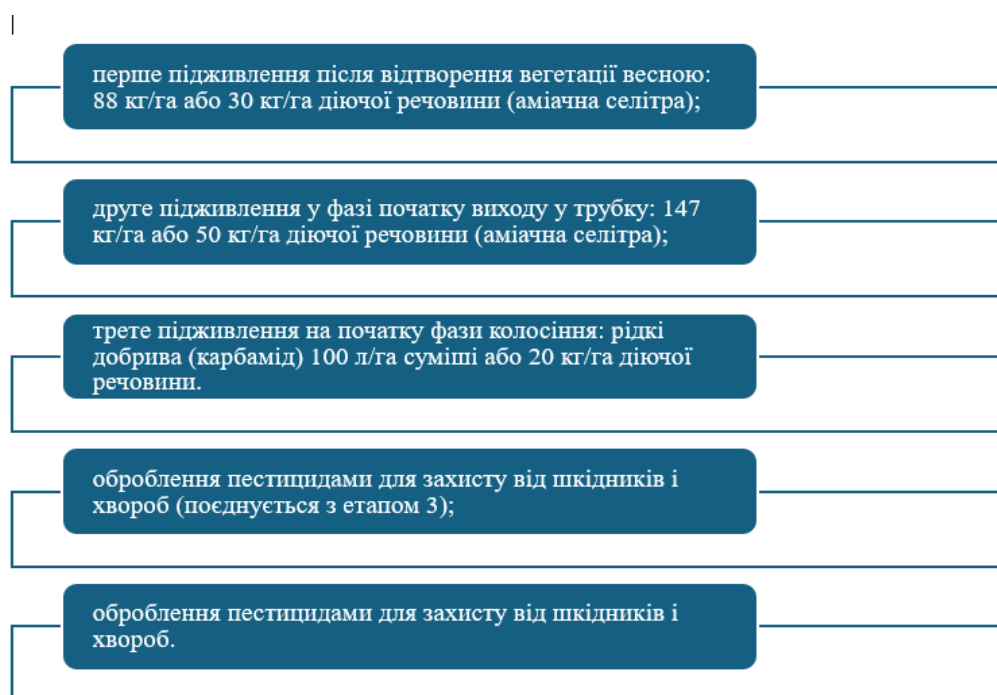 перше підживлення після відтворення вегетації весною:
88 кг/га або 30 кг/га діючої речовини (аміачна селітра);
друге підживлення у фазі початку виходу у трубку: 147
кг/га або 50 кг/га діючої речовини (аміачна селітра);
трете підживлення на початку фази колосіння: рідкі
добрива (карбамід) 100 л/га суміші або 20 кг/га діючої
речовини.
оброблення пестицидами для захисту від шкідників і
хвороб (поєднується з етапом 3);
оброблення пестицидами для захисту від шкідників і
хвороб.